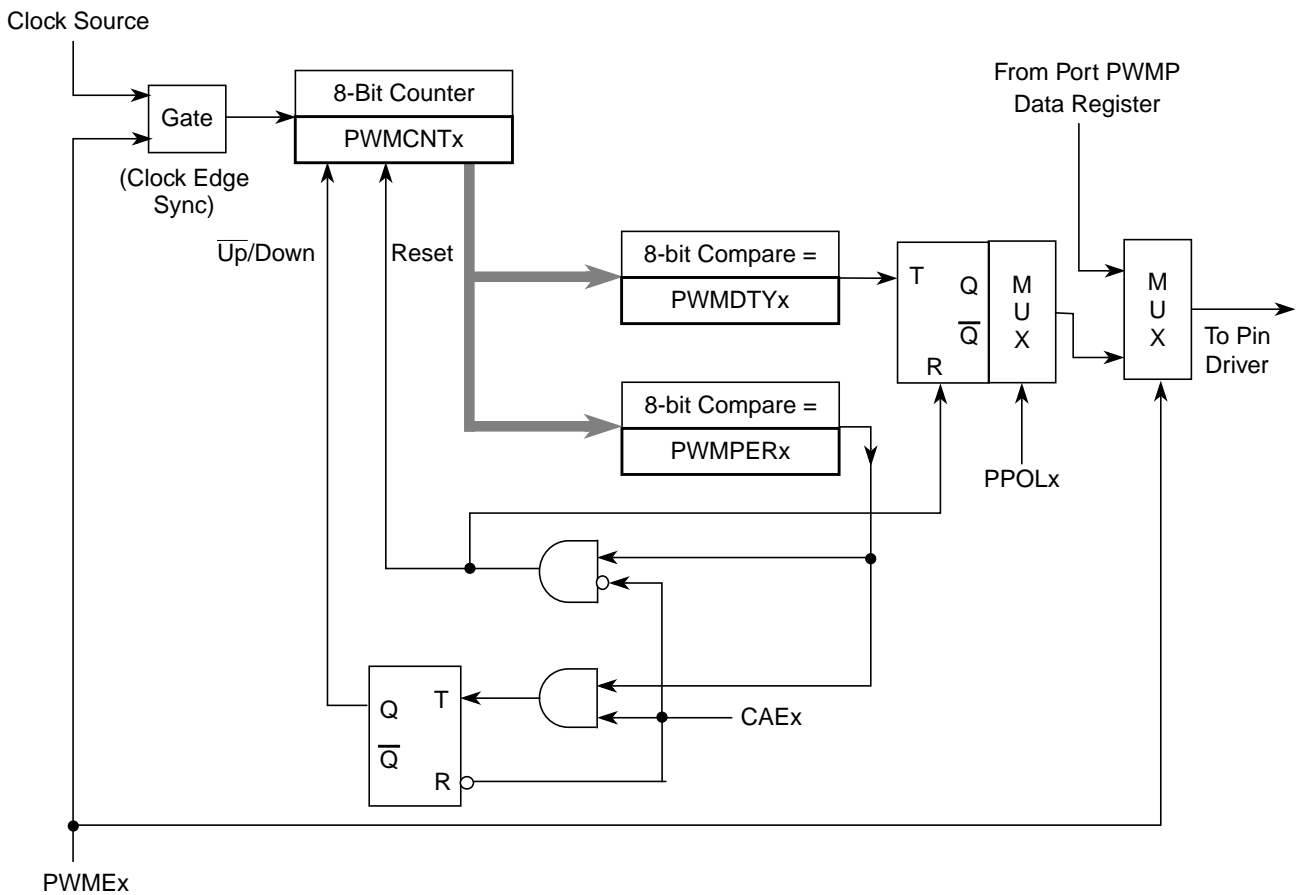 Clock Source
From Port PWMP
Data Register
8-Bit Counter
Gate
PWMCNTx
(Clock Edge
Sync)
U̅p̅/Down
Reset
8-bit Compare =
PWMDTYx
T
Q
Q̅
R
M
U
X
M
U
X
To Pin
Driver
8-bit Compare =
PWMPERx
PPOLx
Q
T
Q̅
R
CAEx
PWMEx